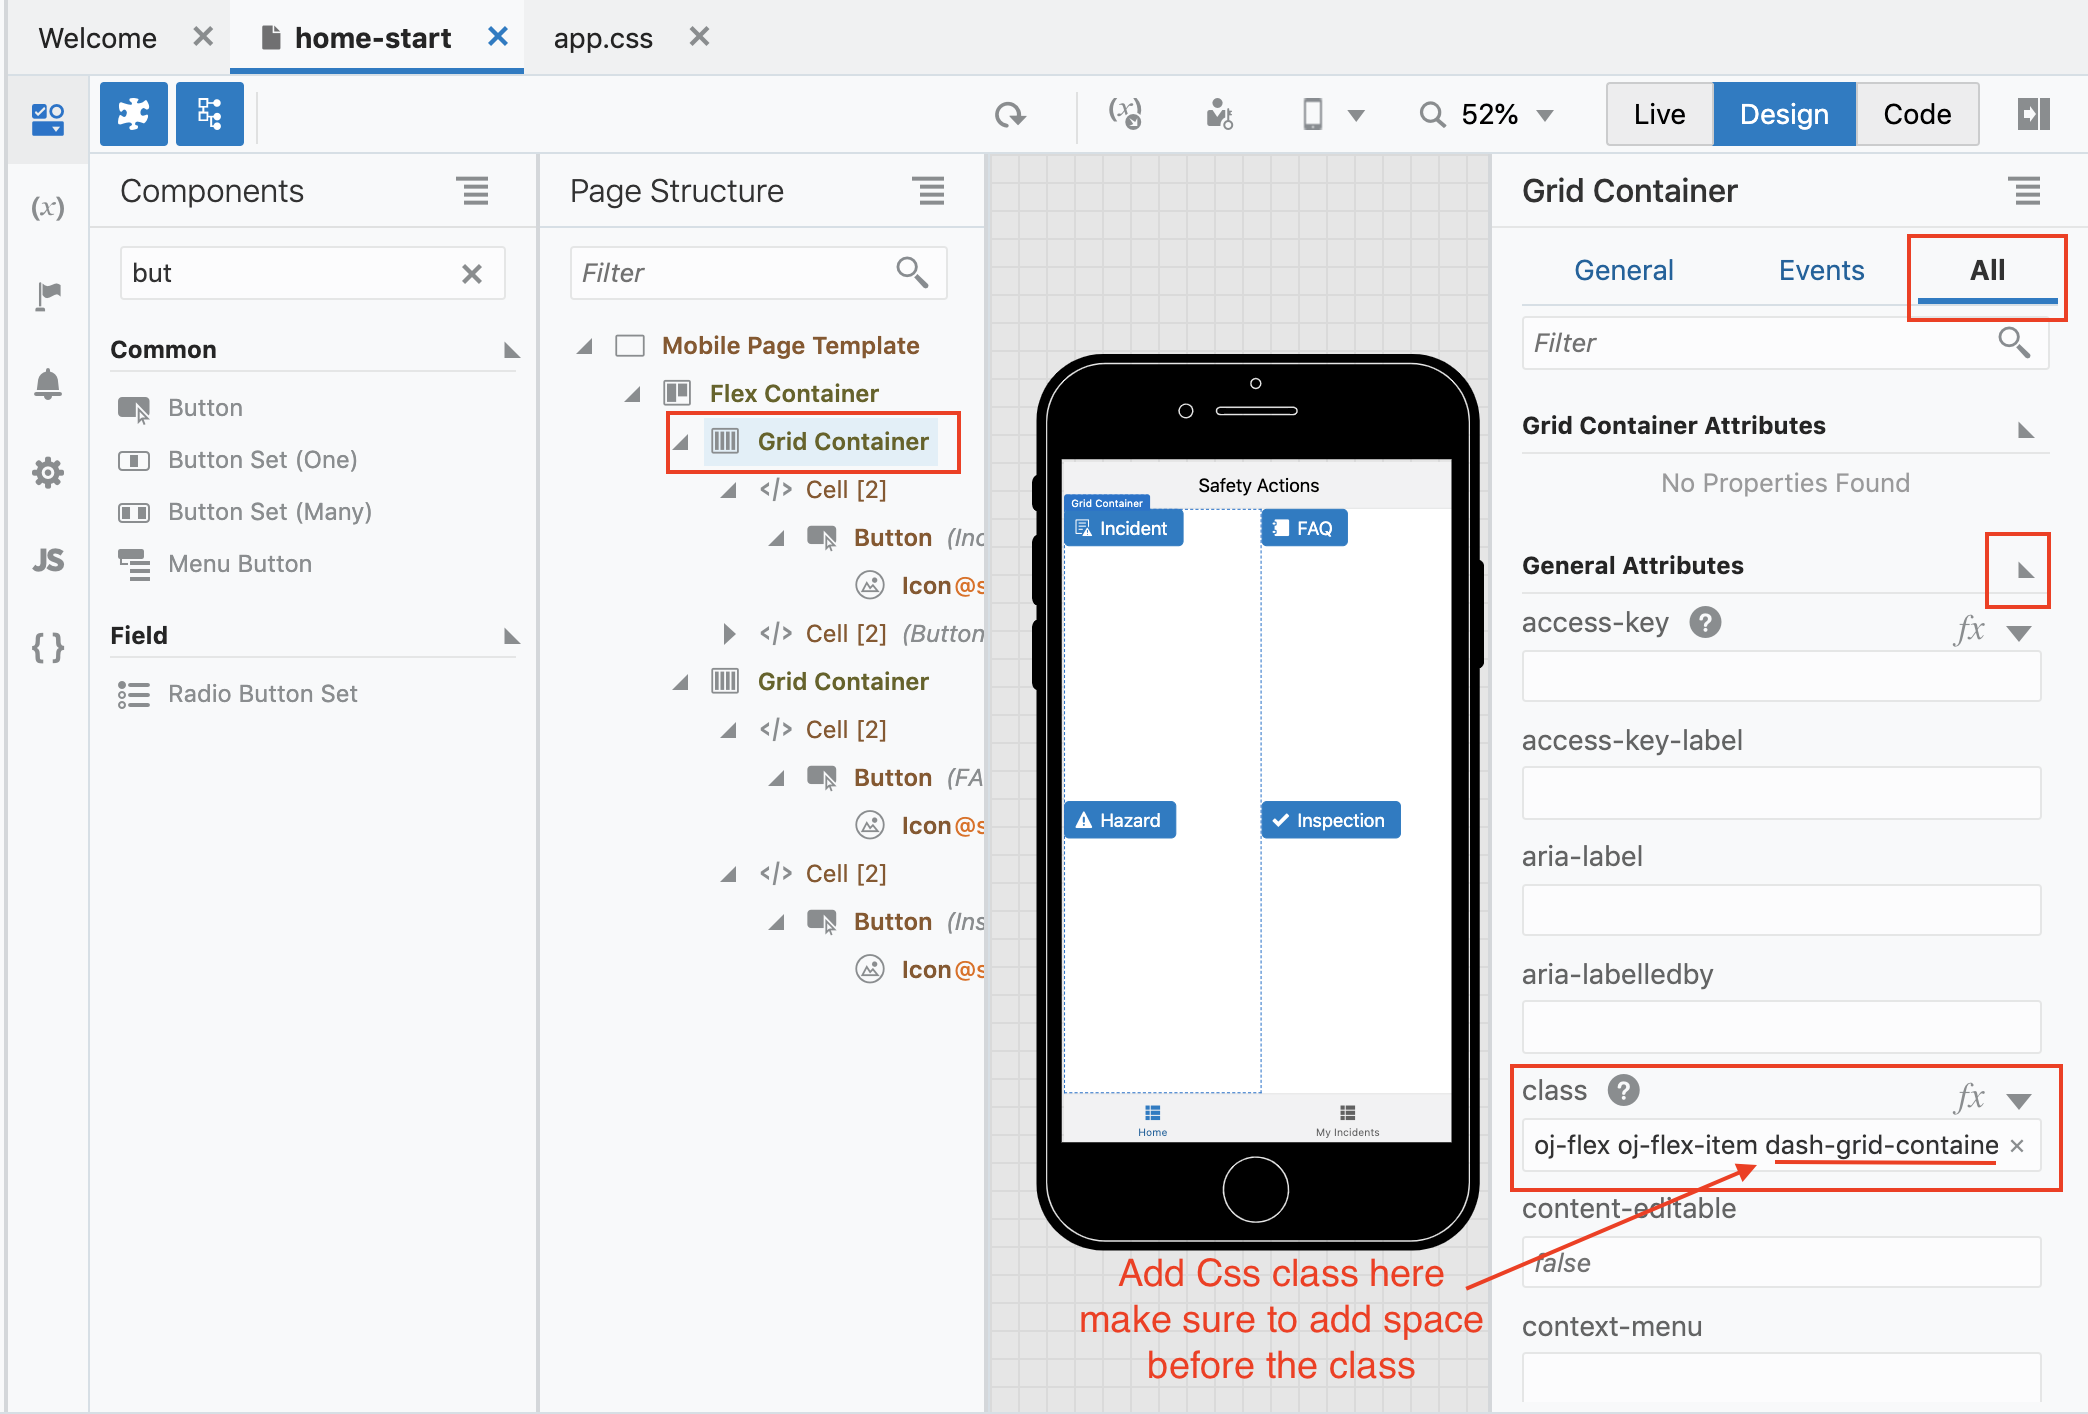 Welcome
home-start
app.css
52%
Live
Design
Code
(x)
JS
{ }
Components
but
Common
Button
Button Set (One)
Button Set (Many)
Menu Button
Field
Radio Button Set
Page Structure
Filter
Mobile Page Template
Flex Container
Grid Container
</> Cell [2]
Button (Inc
Icon@s
</> Cell [2] (Button
Grid Container
</> Cell [2]
Button (FA
Icon@s
</> Cell [2]
Button (Ins
Icon@s
Safety Actions
Grid Container
Incident
FAQ
Hazard
Inspection
Home
My Incidents
Add Css class here
make sure to add space
before the class
Grid Container
General
Events
All
Filter
Grid Container Attributes
No Properties Found
General Attributes
access-key ? fx
access-key-label
aria-label
aria-labelledby
class ? fx
oj-flex oj-flex-item dash-grid-containe
content-editable
false
context-menu